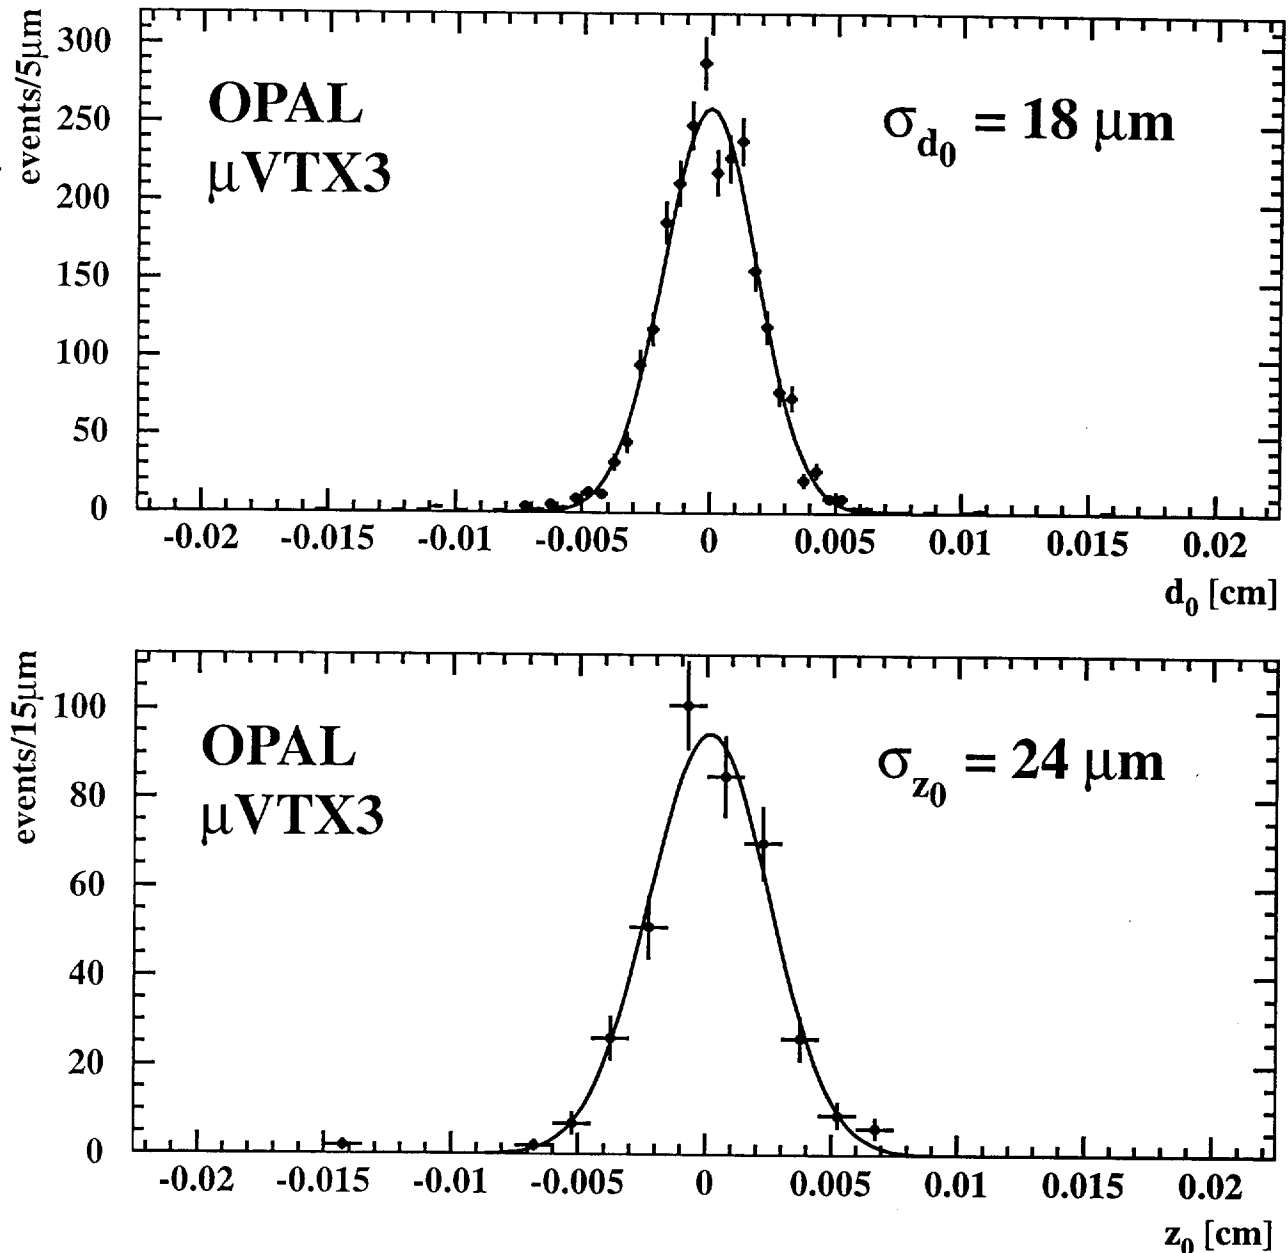 events/5μm
300
250
200
150
100
50
0
OPAL
μVTX3
σd0 = 18 μm
-0.02 -0.015 -0.01 -0.005 0 0.005 0.01 0.015 0.02
d0 [cm]
events/15μm
100
80
60
40
20
0
OPAL
μVTX3
σz0 = 24 μm
-0.02 -0.015 -0.01 -0.005 0 0.005 0.01 0.015 0.02
z0 [cm]